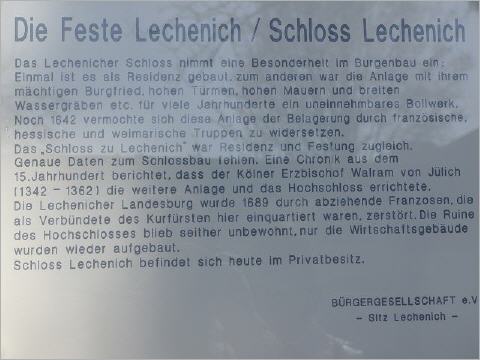 Die Feste Lechenich / Schloss Lechenich
Das Lechenicher Schloss nimmt eine Besonderheit im Burgenbau ein:
Einmal ist es als Residenz gebaut, zum anderen war die Anlage mit ihrem
mächtigen Burgfried, hohen Türmen, hohen Mauern und breiten
Wassergräben etc. für viele Jahrhunderte ein uneinnehmbares Bollwerk.
Noch 1642 vermochte sich diese Anlage der Belagerung durch französische,
hessische und weimarische Truppen zu widersetzen.
Das „Schloss zu Lechenich" war Residenz und Festung zugleich.
Genaue Daten zum Schlossbau fehlen. Eine Chronik aus dem
15. Jahrhundert berichtet, dass der Kölner Erzbischof Walram von Jülich
(1342 - 1362) die weitere Anlage und das Hochschloss errichtete.
Die Lechenicher Landesburg wurde 1689 durch abziehende Franzosen, die
als Verbündete des Kurfürsten hier einquartiert waren, zerstört. Die Ruine
des Hochschlosses blieb seither unbewohnt, nur die Wirtschaftsgebäude
wurden wieder aufgebaut.
Schloss Lechenich befindet sich heute im Privatbesitz.
BÜRGERGESELLSCHAFT e.V
- Sitz Lechenich -